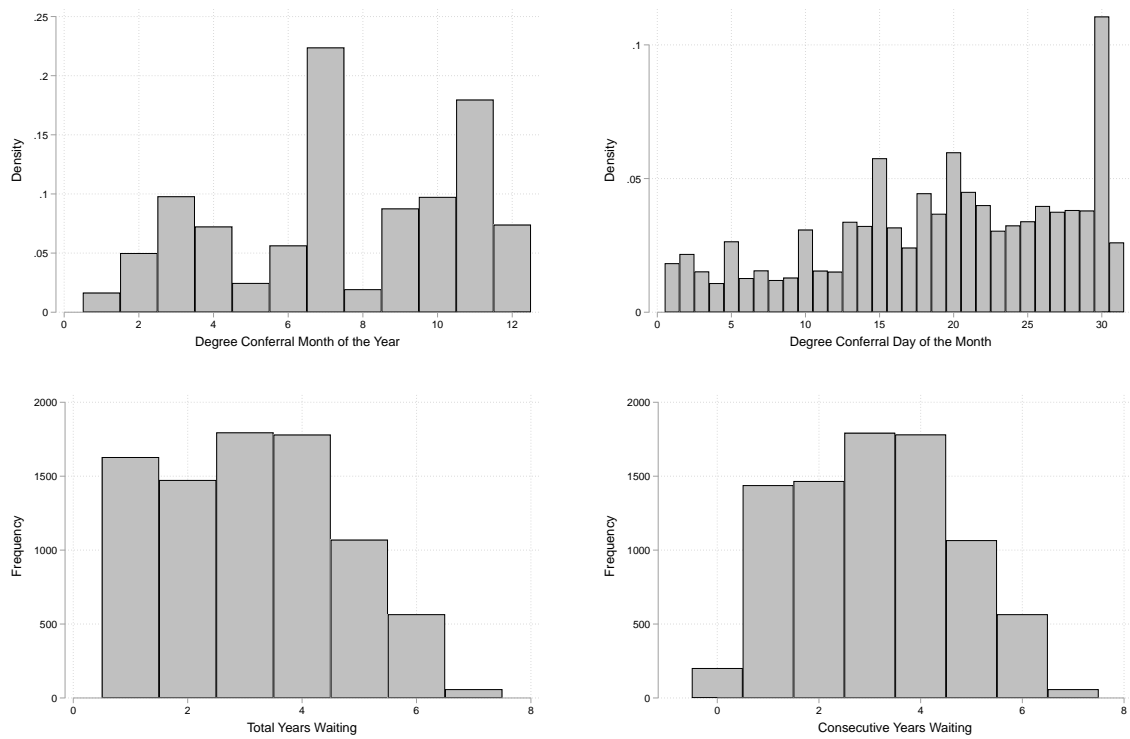 .25
.2
.15
.1
.05
0
Density
0 2 4 6 8 10 12
Degree Conferral Month of the Year
.1
.05
0
Density
0 5 10 15 20 25 30
Degree Conferral Day of the Month
2000
1500
1000
500
0
Frequency
0 2 4 6 8
Total Years Waiting
2000
1500
1000
500
0
Frequency
0 2 4 6 8
Consecutive Years Waiting